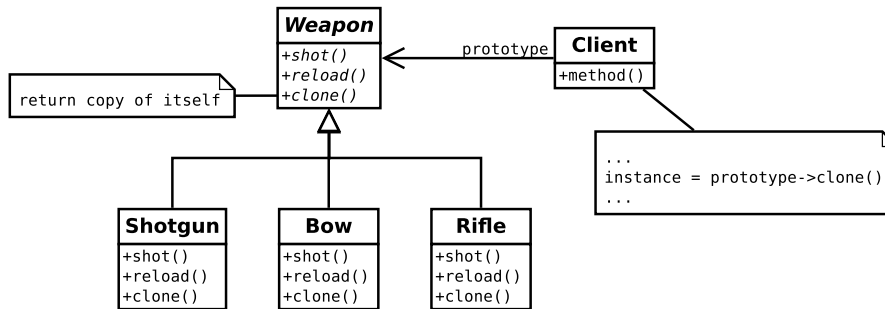 Weapon
+shot()
+reload()
+clone()
prototype
Client
+method()
return copy of itself
...
instance = prototype->clone()
...
Shotgun
+shot()
+reload()
+clone()
Bow
+shot()
+reload()
+clone()
Rifle
+shot()
+reload()
+clone()